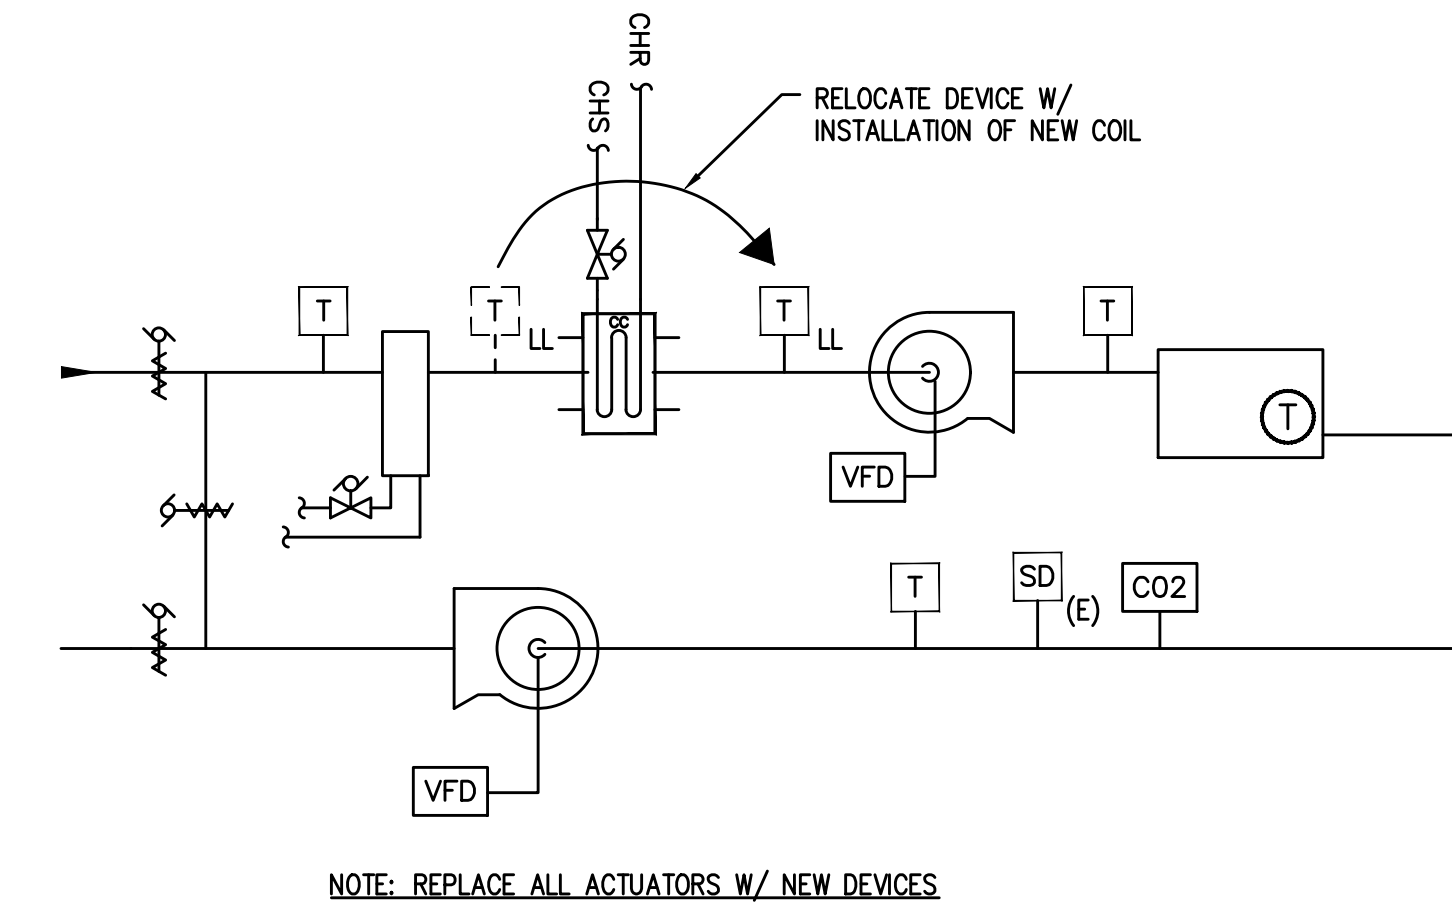 CHR
CHS
RELOCATE DEVICE W/
INSTALLATION OF NEW COIL
T
T
LL
CC
T
LL
T
T
VFD
T
SD
(E)
CO2
VFD
NOTE: REPLACE ALL ACTUATORS W/ NEW DEVICES